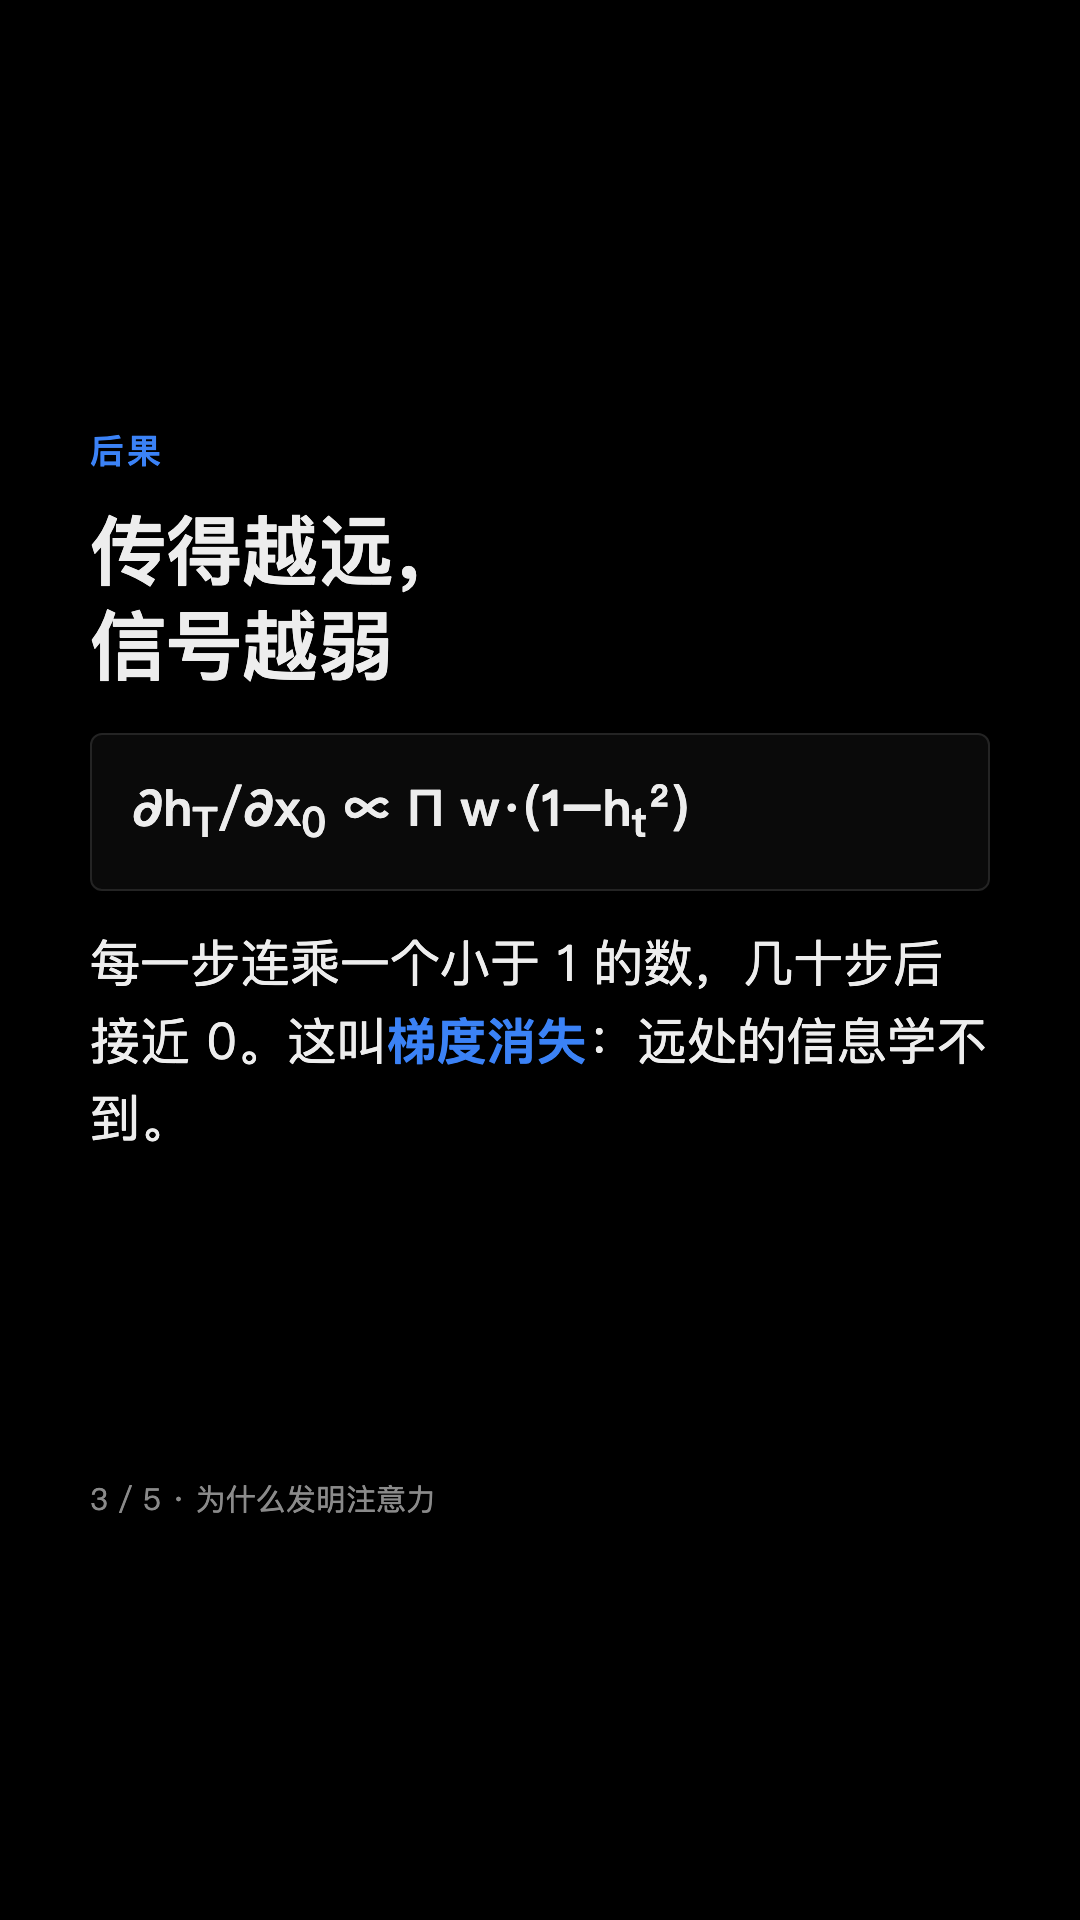 后果
传得越远，
信号越弱
∂h_T/∂x₀ ∝ Π w·(1−h_t²)
每一步连乘一个小于 1 的数，几十步后
接近 0。这叫梯度消失：远处的信息学不
到。
3 / 5 · 为什么发明注意力